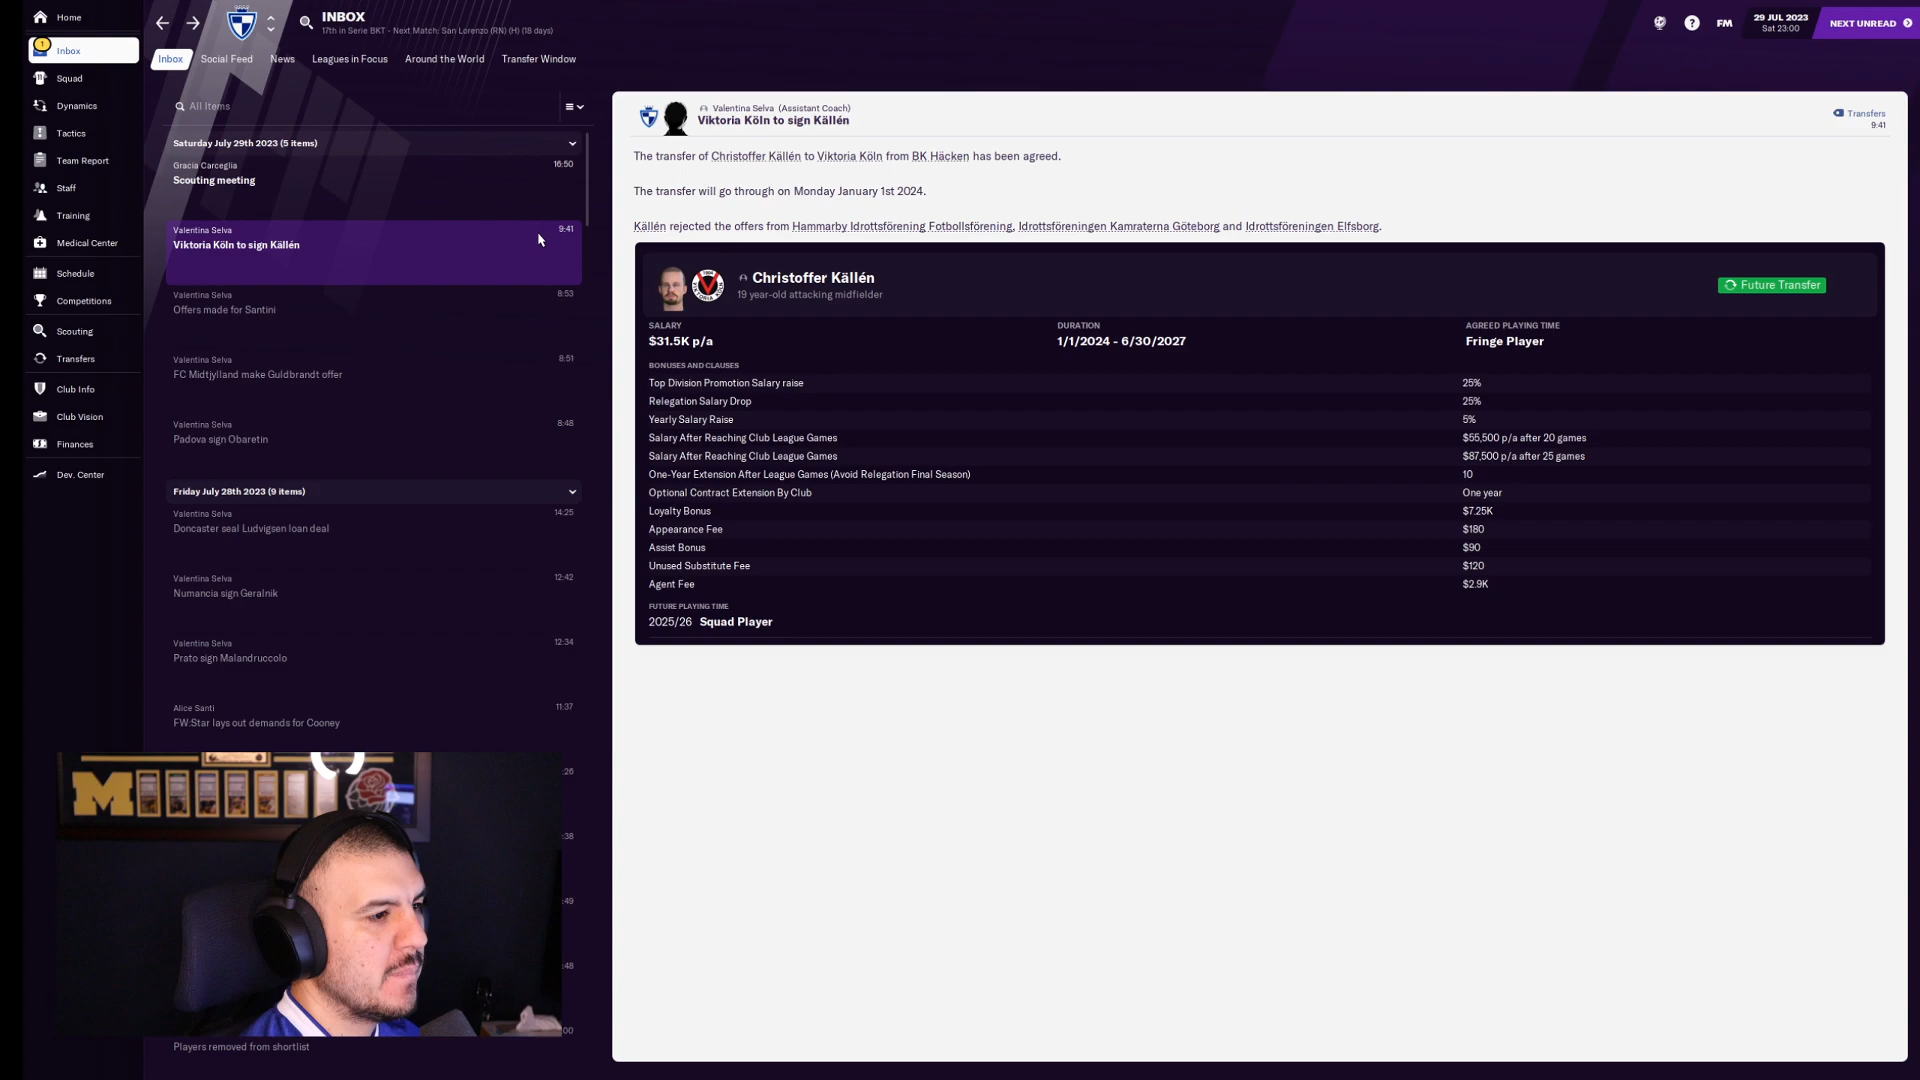 Home
1
Inbox
Squad
Dynamics
Tactics
Team Report
Staff
Training
Medical Center
Schedule
Competitions
Scouting
Transfers
Club Info
Club Vision
Finances
Dev. Center
INBOX
17th in Serie BKT - Next Match: San Lorenzo (RN) (H) (18 days)
? FM
29 JUL 2023
Sat 23:00
NEXT UNREAD
Inbox Social Feed News Leagues in Focus Around the World Transfer Window
All Items
Saturday July 29th 2023 (5 items)
Gracia Carceglia 16:50
Scouting meeting
Valentina Selva 9:41
Viktoria Köln to sign Källén
Valentina Selva 8:53
Offers made for Santini
Valentina Selva 8:51
FC Midtjylland make Guldbrandt offer
Valentina Selva 8:48
Padova sign Obaretin
Friday July 28th 2023 (9 items)
Valentina Selva 14:25
Doncaster seal Ludvigsen loan deal
Valentina Selva 12:42
Numancia sign Geralnik
Valentina Selva 12:34
Prato sign Malandruccolo
Alice Santi 11:37
FW:Star lays out demands for Cooney
:26
:38
:49
:48
:00
Players removed from shortlist
M
Valentina Selva (Assistant Coach)
Viktoria Köln to sign Källén
Transfers
9:41
The transfer of Christoffer Källén to Viktoria Köln from BK Häcken has been agreed.
The transfer will go through on Monday January 1st 2024.
Källén rejected the offers from Hammarby Idrottsförening Fotbollsförening, Idrottsföreningen Kamraterna Göteborg and Idrottsföreningen Elfsborg.
Christoffer Källén
19 year-old attacking midfielder
Future Transfer
SALARY DURATION AGREED PLAYING TIME
$31.5K p/a 1/1/2024 - 6/30/2027 Fringe Player
BONUSES AND CLAUSES
Top Division Promotion Salary raise 25%
Relegation Salary Drop 25%
Yearly Salary Raise 5%
Salary After Reaching Club League Games $55,500 p/a after 20 games
Salary After Reaching Club League Games $87,500 p/a after 25 games
One-Year Extension After League Games (Avoid Relegation Final Season) 10
Optional Contract Extension By Club One year
Loyalty Bonus $7.25K
Appearance Fee $180
Assist Bonus $90
Unused Substitute Fee $120
Agent Fee $2.9K
FUTURE PLAYING TIME
2025/26 Squad Player